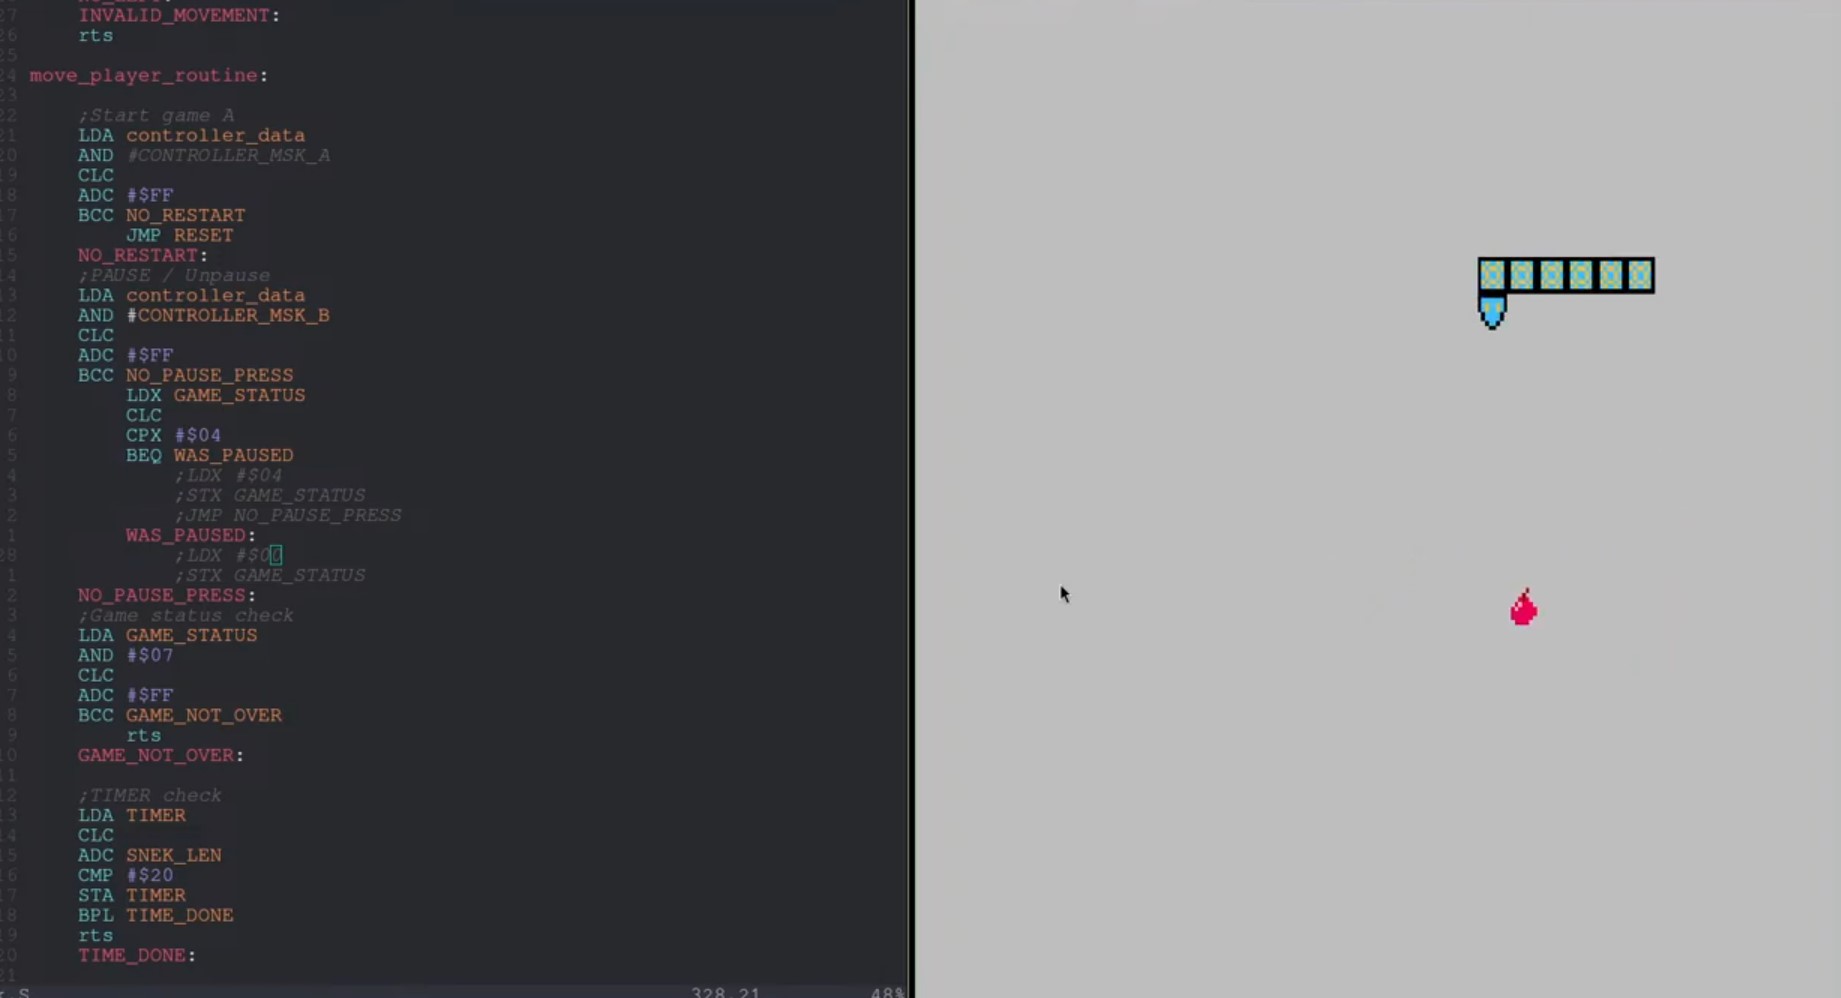 27 INVALID_MOVEMENT:
26 rts
25
24 move_player_routine:
23
22 ;Start game A
21 LDA controller_data
20 AND #CONTROLLER_MSK_A
19 CLC
18 ADC #$FF
17 BCC NO_RESTART
16 JMP RESET
15 NO_RESTART:
14 ;PAUSE / Unpause
13 LDA controller_data
12 AND #CONTROLLER_MSK_B
11 CLC
10 ADC #$FF
9 BCC NO_PAUSE_PRESS
8 LDX GAME_STATUS
7 CLC
6 CPX #$04
5 BEQ WAS_PAUSED
4 ;LDX #$04
3 ;STX GAME_STATUS
2 ;JMP NO_PAUSE_PRESS
1 WAS_PAUSED:
28 ;LDX #$00
1 ;STX GAME_STATUS
2 NO_PAUSE_PRESS:
3 ;Game status check
4 LDA GAME_STATUS
5 AND #$07
6 CLC
7 ADC #$FF
8 BCC GAME_NOT_OVER
9 rts
10 GAME_NOT_OVER:
11
12 ;TIMER check
13 LDA TIMER
14 CLC
15 ADC SNEK_LEN
16 CMP #$20
17 STA TIMER
18 BPL TIME_DONE
19 rts
20 TIME_DONE:
21
328,21 48%